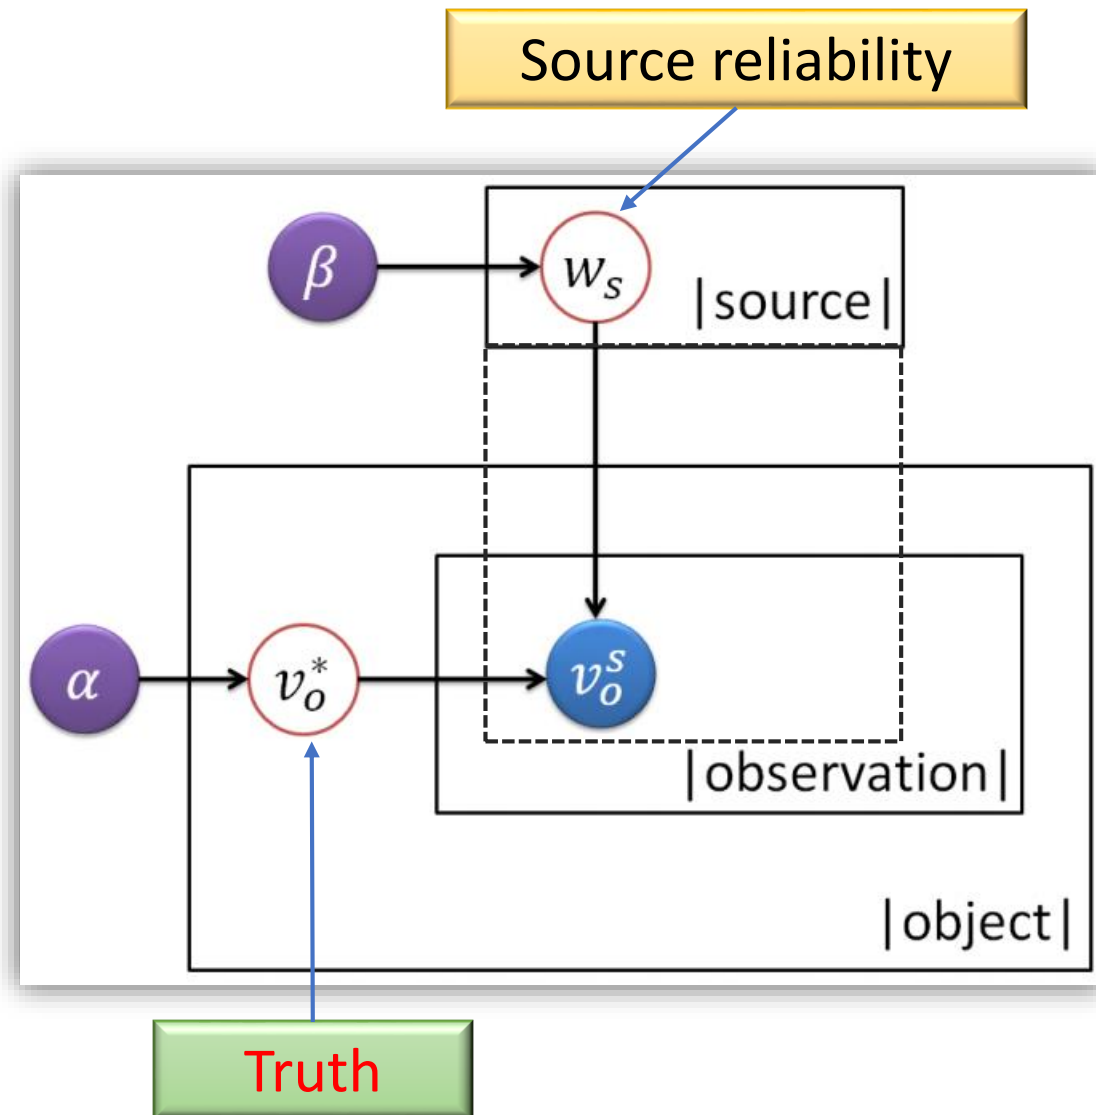 Source reliability
β
w_s
|source|
α
v_o^*
v_o^s
|observation|
|object|
Truth